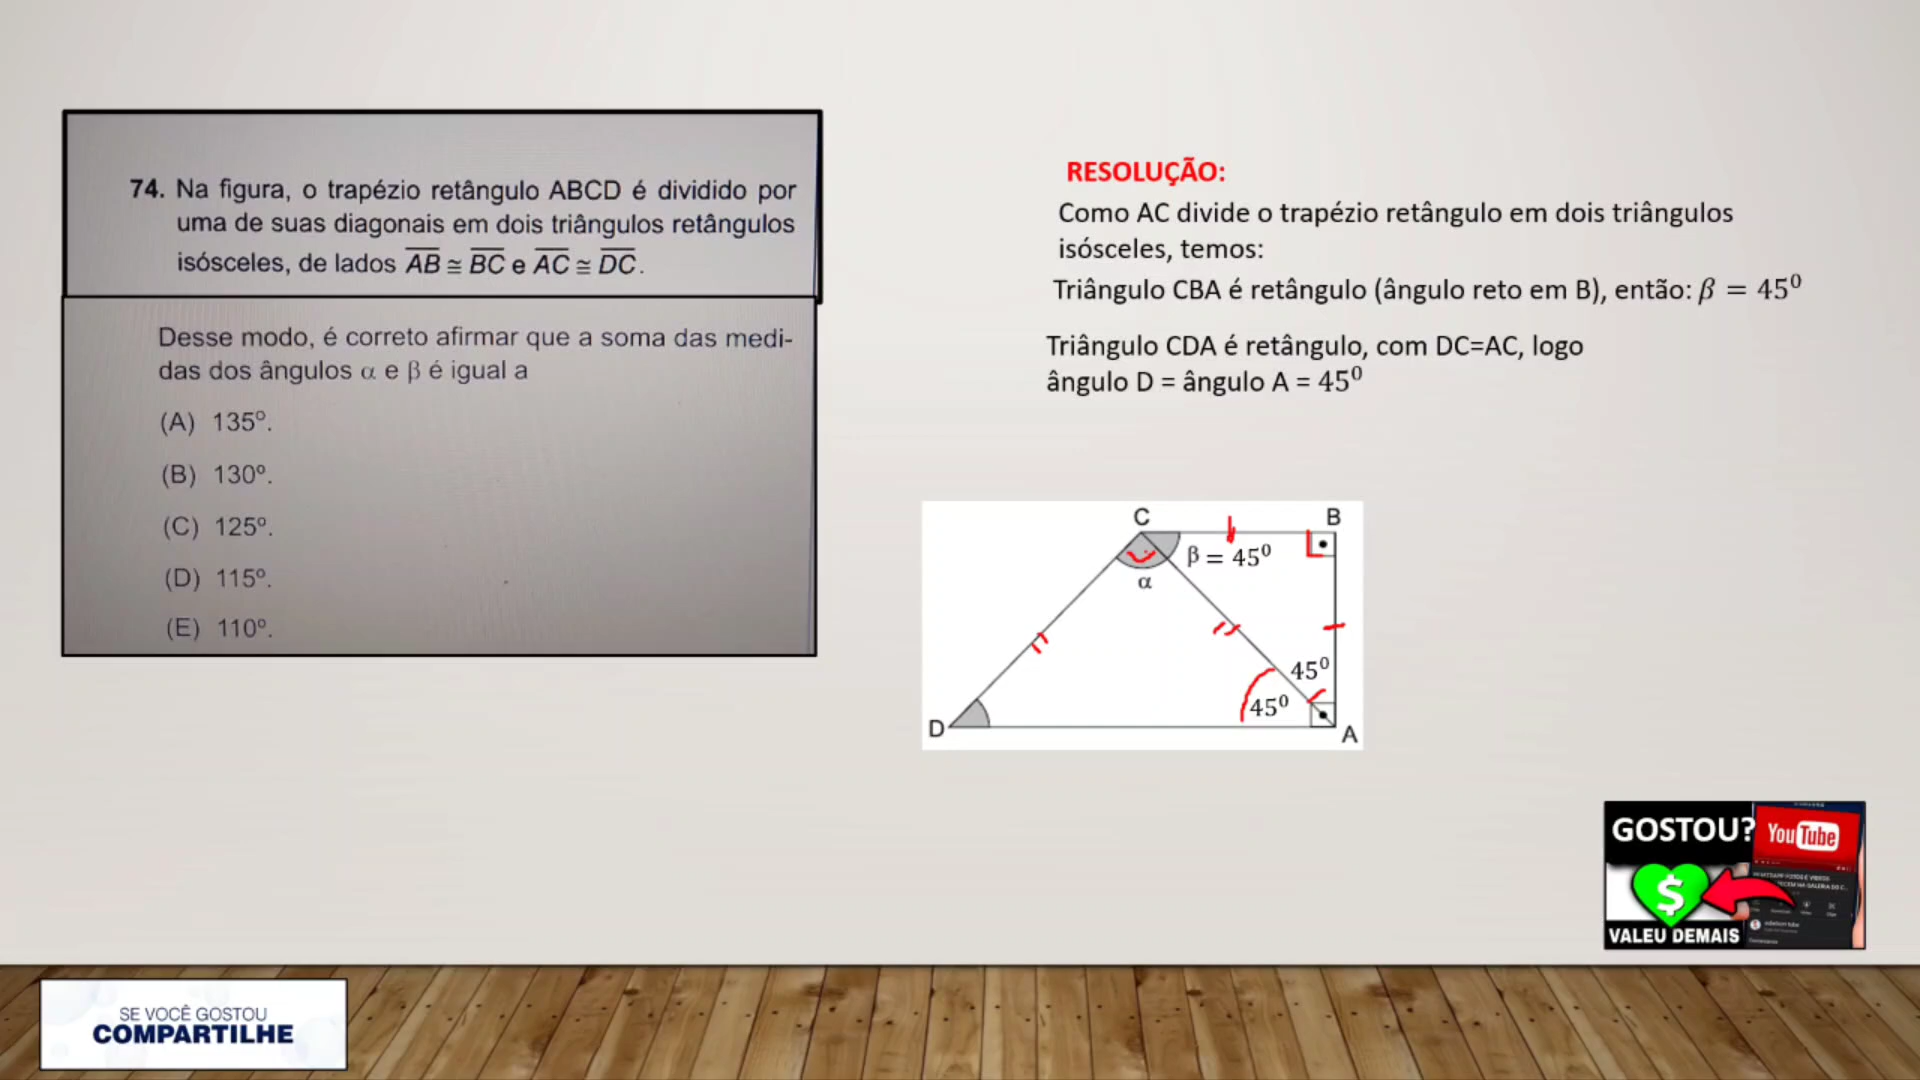 74. Na figura, o trapézio retângulo ABCD é dividido por
uma de suas diagonais em dois triângulos retângulos
isósceles, de lados A̅B̅ ≅ B̅C̅ e A̅C̅ ≅ D̅C̅.
Desse modo, é correto afirmar que a soma das medi-
das dos ângulos α e β é igual a
(A) 135º.
(B) 130º.
(C) 125º.
(D) 115º.
(E) 110º.
RESOLUÇÃO:
Como AC divide o trapézio retângulo em dois triângulos
isósceles, temos:
Triângulo CBA é retângulo (ângulo reto em B), então: β = 45⁰
Triângulo CDA é retângulo, com DC=AC, logo
ângulo D = ângulo A = 45⁰
C
B
β = 45⁰
α
45⁰
45⁰
D
A
GOSTOU?
YouTube
$
VALEU DEMAIS
SE VOCÊ GOSTOU
COMPARTILHE